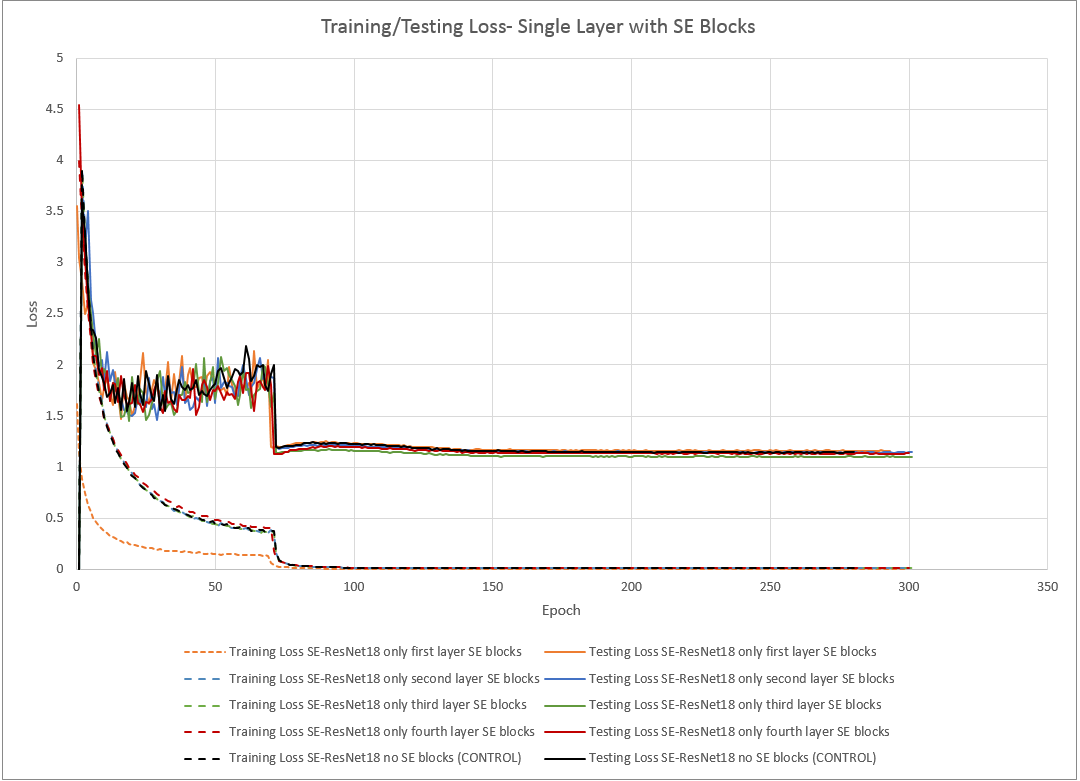 Training/Testing Loss- Single Layer with SE Blocks
5
4.5
4
3.5
3
2.5
2
1.5
1
0.5
0
Loss
0 50 100 150 200 250 300 350
Epoch
Training Loss SE-ResNet18 only first layer SE blocks Testing Loss SE-ResNet18 only first layer SE blocks
Training Loss SE-ResNet18 only second layer SE blocks Testing Loss SE-ResNet18 only second layer SE blocks
Training Loss SE-ResNet18 only third layer SE blocks Testing Loss SE-ResNet18 only third layer SE blocks
Training Loss SE-ResNet18 only fourth layer SE blocks Testing Loss SE-ResNet18 only fourth layer SE blocks
Training Loss SE-ResNet18 no SE blocks (CONTROL) Testing Loss SE-ResNet18 no SE blocks (CONTROL)